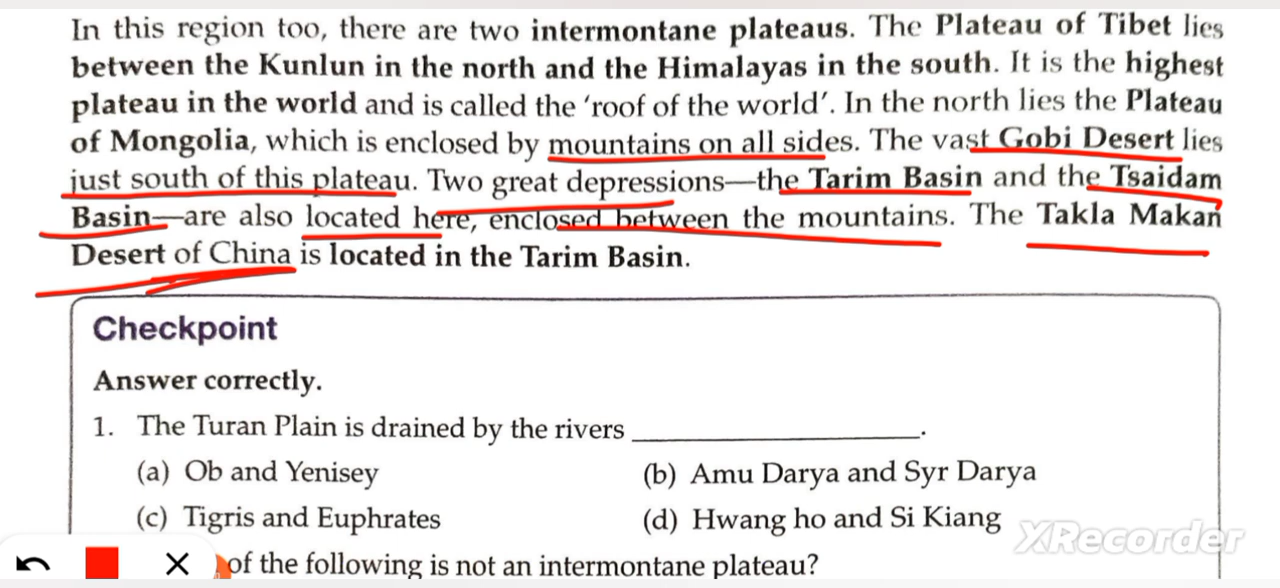 In this region too, there are two intermontane plateaus. The Plateau of Tibet lies
between the Kunlun in the north and the Himalayas in the south. It is the highest
plateau in the world and is called the ‘roof of the world’. In the north lies the Plateau
of Mongolia, which is enclosed by mountains on all sides. The vast Gobi Desert lies
just south of this plateau. Two great depressions—the Tarim Basin and the Tsaidam
Basin—are also located here, enclosed between the mountains. The Takla Makan
Desert of China is located in the Tarim Basin.
Checkpoint
Answer correctly.
1. The Turan Plain is drained by the rivers ____________________.
(a) Ob and Yenisey (b) Amu Darya and Syr Darya
(c) Tigris and Euphrates (d) Hwang ho and Si Kiang
XRecorder
of the following is not an intermontane plateau?